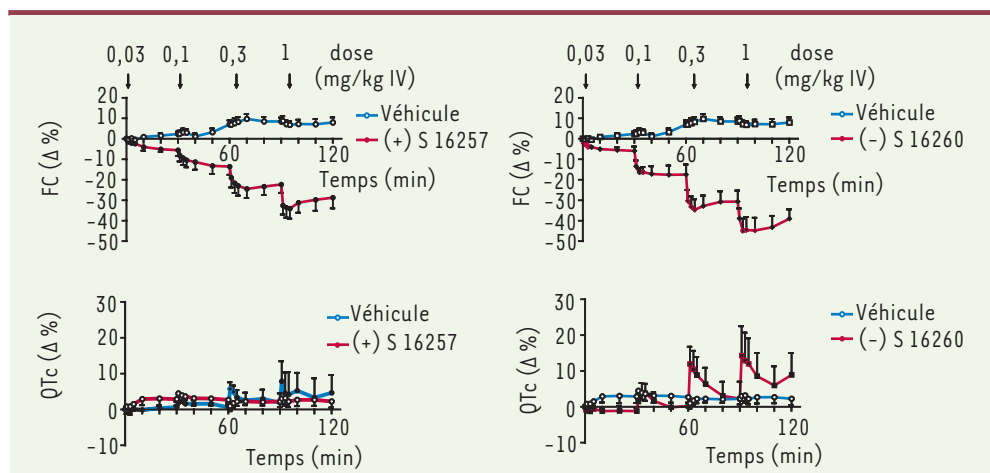 0,03 0,1 0,3 1 dose
(mg/kg IV)
20
10
0
-10
-20
-30
-40
-50
FC (Δ %)
Véhicule
(+) S 16257
60 120
Temps (min)
0,03 0,1 0,3 1 dose
(mg/kg IV)
20
10
0
-10
-20
-30
-40
-50
FC (Δ %)
Véhicule
(-) S 16260
60 120
Temps (min)
30
20
10
0
-10
QTc (Δ %)
Véhicule
(+) S 16257
60 120
Temps (min)
30
20
10
0
-10
QTc (Δ %)
Véhicule
(-) S 16260
60 120
Temps (min)